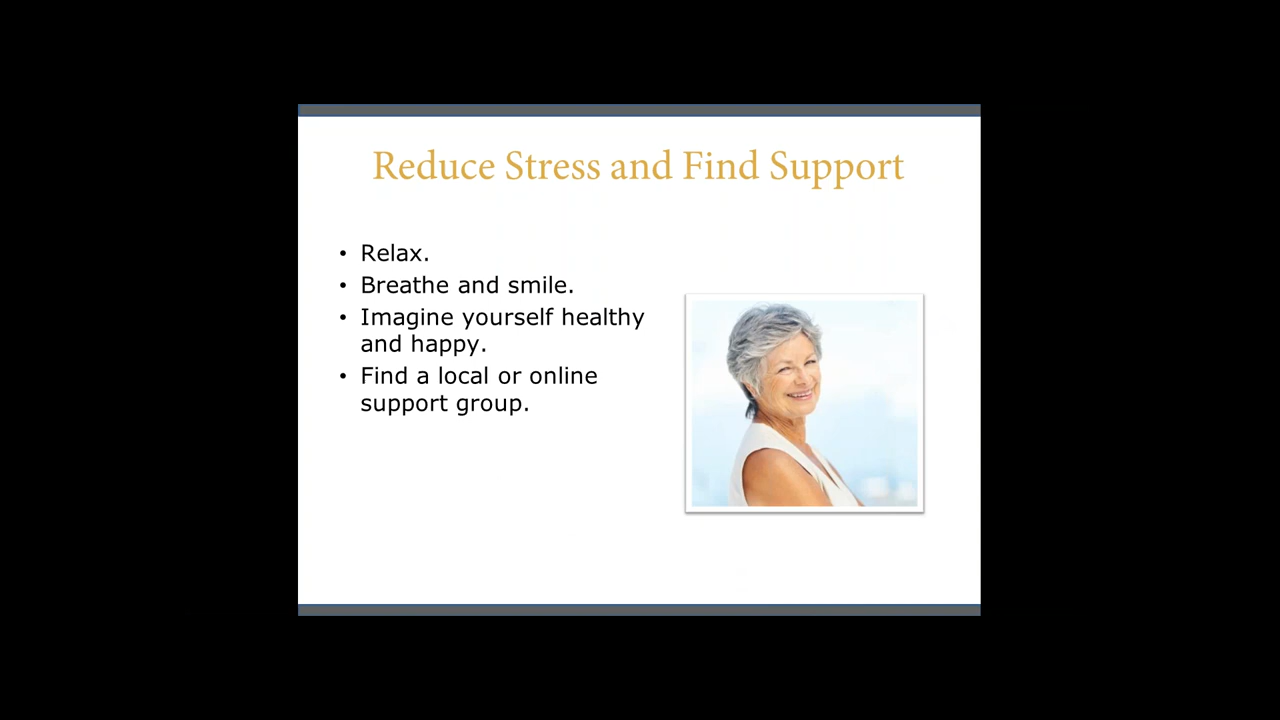 Reduce Stress and Find Support
• Relax.
• Breathe and smile.
• Imagine yourself healthy
and happy.
• Find a local or online
support group.